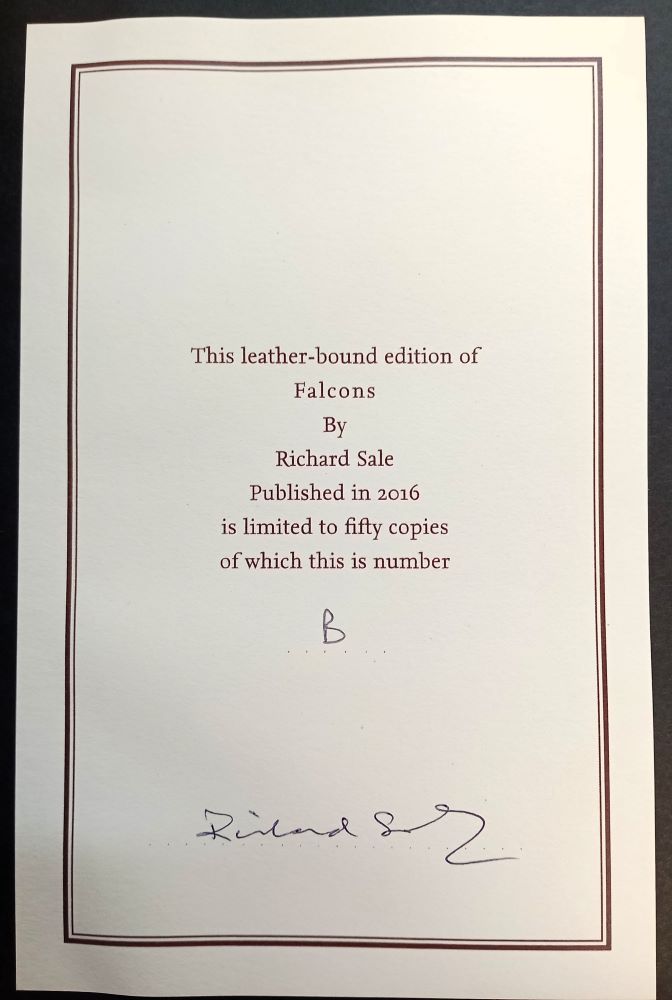 This leather-bound edition of
Falcons
By
Richard Sale
Published in 2016
is limited to fifty copies
of which this is number
B
Richard Sale